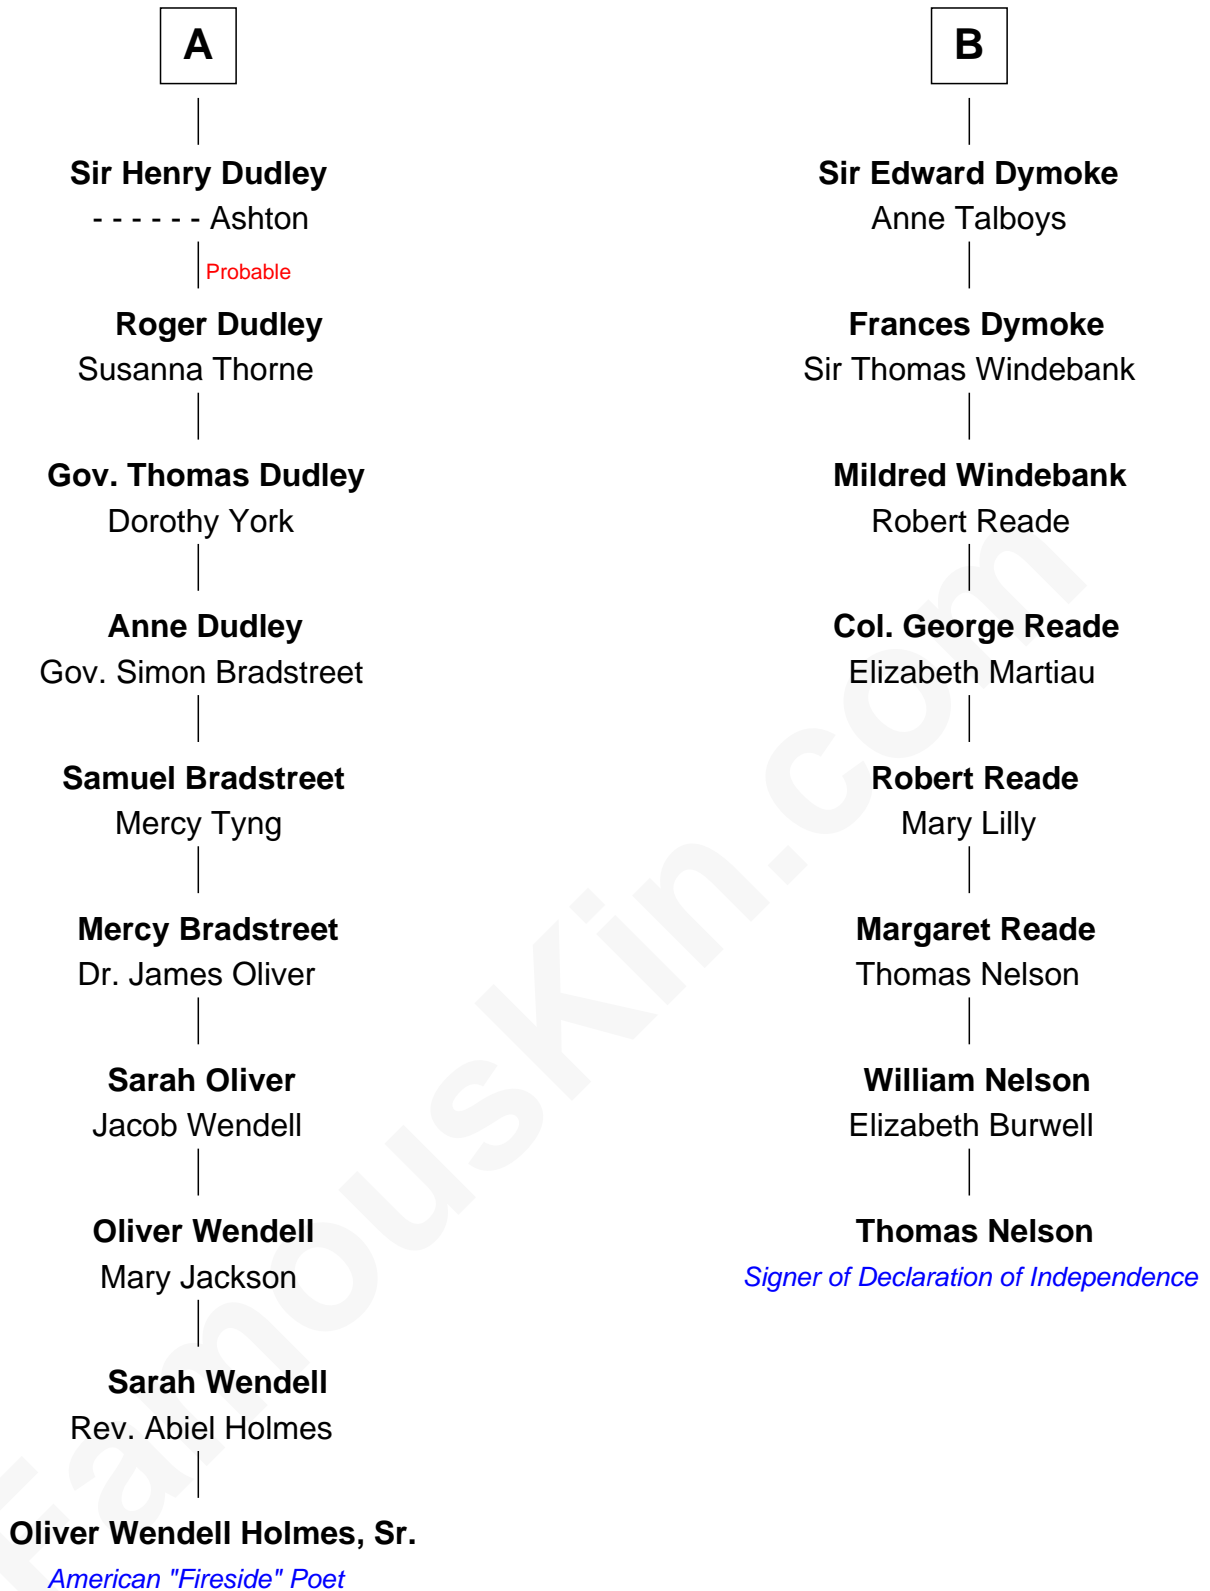 A
Sir Henry Dudley
- - - - - - Ashton
Probable
Roger Dudley
Susanna Thorne
Gov. Thomas Dudley
Dorothy York
Anne Dudley
Gov. Simon Bradstreet
Samuel Bradstreet
Mercy Tyng
Mercy Bradstreet
Dr. James Oliver
Sarah Oliver
Jacob Wendell
Oliver Wendell
Mary Jackson
Sarah Wendell
Rev. Abiel Holmes
Oliver Wendell Holmes, Sr.
American "Fireside" Poet
B
Sir Edward Dymoke
Anne Talboys
Frances Dymoke
Sir Thomas Windebank
Mildred Windebank
Robert Reade
Col. George Reade
Elizabeth Martiau
Robert Reade
Mary Lilly
Margaret Reade
Thomas Nelson
William Nelson
Elizabeth Burwell
Thomas Nelson
Signer of Declaration of Independence
FamousKin.com